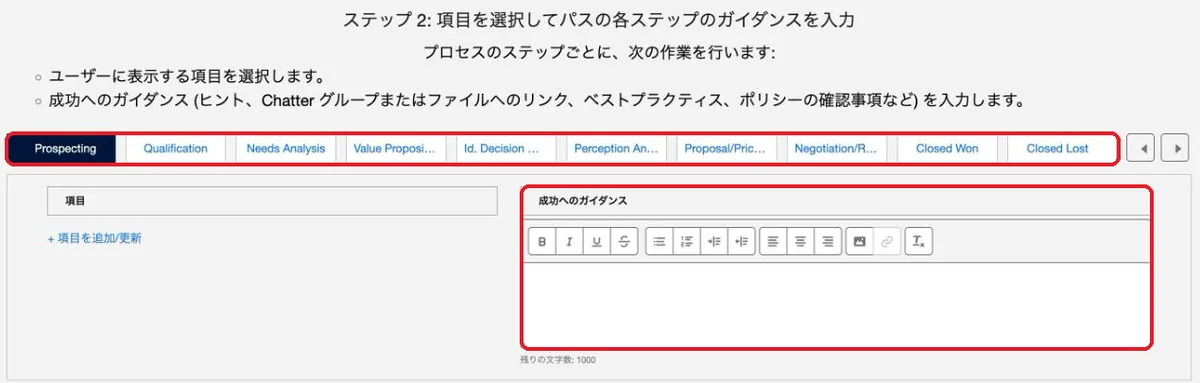 ステップ 2: 項目を選択してパスの各ステップのガイダンスを入力
プロセスのステップごとに、次の作業を行います:
ユーザーに表示する項目を選択します。
成功へのガイダンス (ヒント、Chatter グループまたはファイルへのリンク、ベストプラクティス、ポリシーの確認事項など) を入力します。
Prospecting Qualification Needs Analysis Value Proposi... Id. Decision ... Perception An... Proposal/Pric... Negotiation/R... Closed Won Closed Lost
項目 成功へのガイダンス
+ 項目を追加/更新
B I U S
残りの文字数: 1000